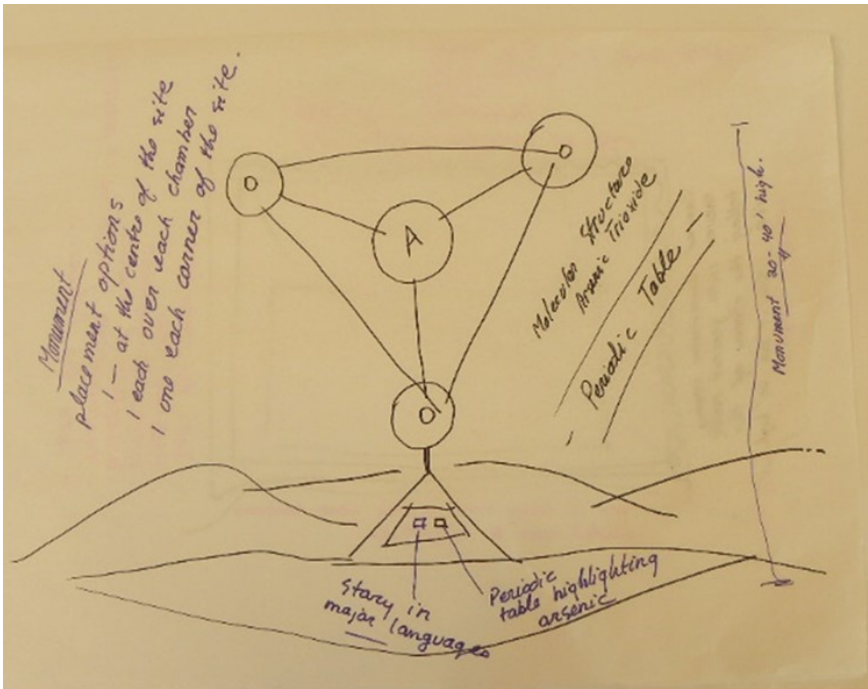 Monument
placement options
1 — at the centre of the site
1 each over each chamber
1 one each corner of the site.
O
O
A
O
Molecular Structure
Arsenic Trioxide
- Periodic Table -
Monument 30-40' high.
Story in
major languages
Periodic
table highlighting
arsenic